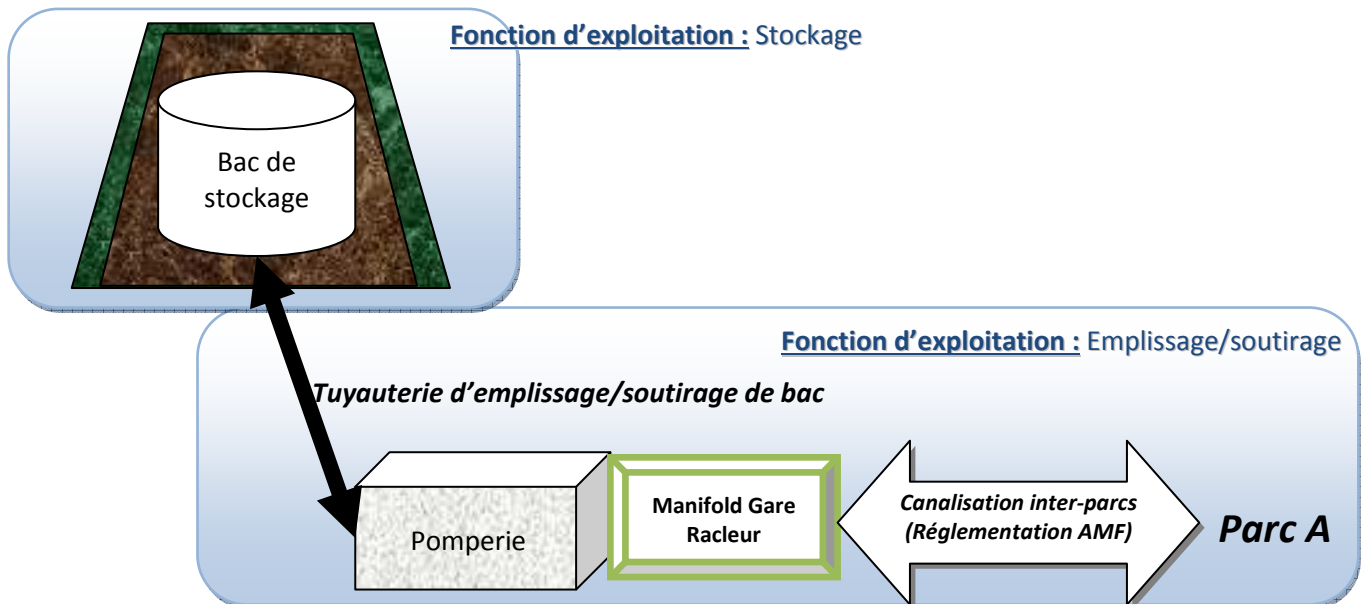 Fonction d’exploitation : Stockage
Bac de
stockage
Fonction d’exploitation : Emplissage/soutirage
Tuyauterie d’emplissage/soutirage de bac
Pomperie
Manifold Gare
Racleur
Canalisation inter-parcs
(Réglementation AMF)
Parc A